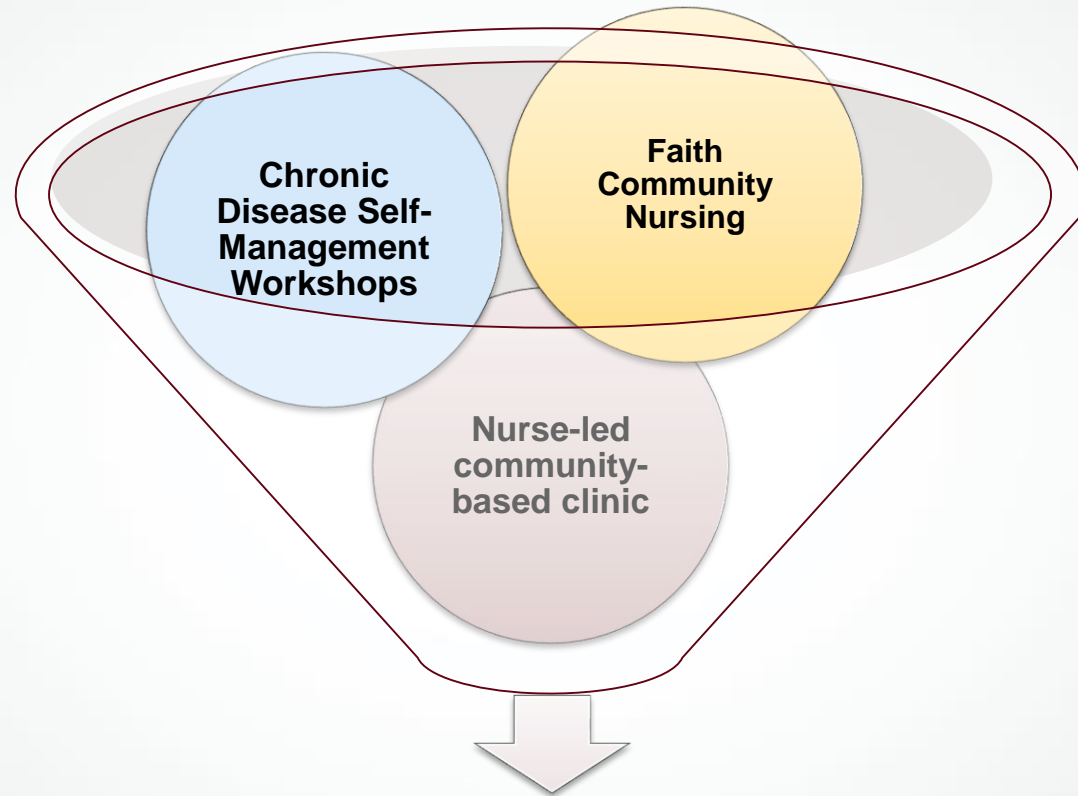 Chronic
Disease Self-
Management
Workshops
Faith
Community
Nursing
Nurse-led
community-
based clinic